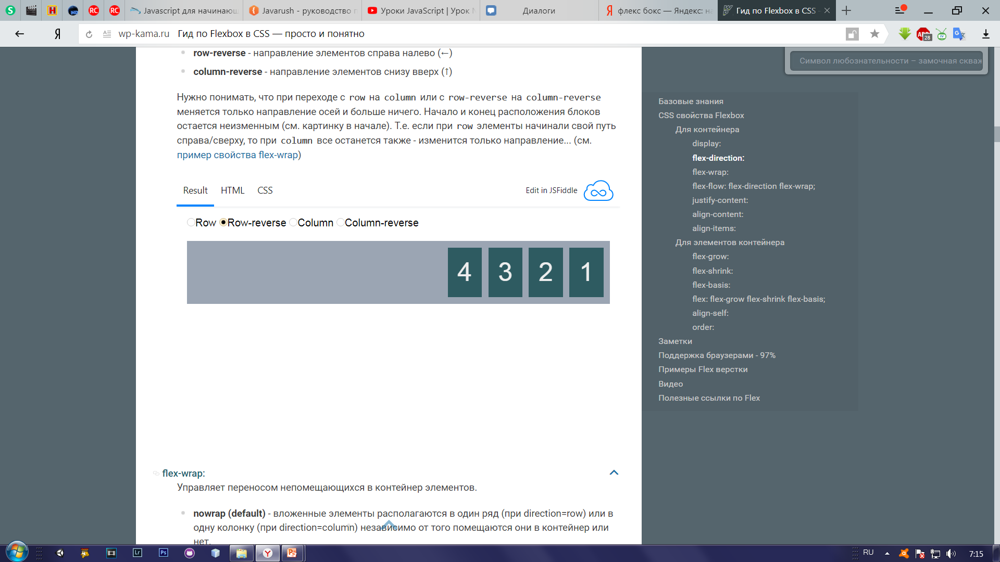 Javascript для начинающ
Javarush - руководство п
Уроки JavaScript | Урок №
Диалоги
флекс бокс — Яндекс: на
Гид по Flexbox в CSS -
wp-kama.ru Гид по Flexbox в CSS — просто и понятно
28
row-reverse - направление элементов справа налево (←)
column-reverse - направление элементов снизу вверх (↑)
Нужно понимать, что при переходе с row на column или с row-reverse на column-reverse
меняется только направление осей и больше ничего. Начало и конец расположения блоков
остается неизменным (см. картинку в начале). Т.е. если при row элементы начинали свой путь
справа/сверху, то при column все останется также - изменится только направление... (см.
пример свойства flex-wrap)
Result HTML CSS
Edit in JSFiddle
Row Row-reverse Column Column-reverse
4 3 2 1
flex-wrap:
Управляет переносом непомещающихся в контейнер элементов.
nowrap (default) - вложенные элементы располагаются в один ряд (при direction=row) или в
одну колонку (при direction=column) независимо от того помещаются они в контейнер или
нет.
Символ любознательности – замочная скваж
Базовые знания
CSS свойства Flexbox
Для контейнера
display:
flex-direction:
flex-wrap:
flex-flow: flex-direction flex-wrap;
justify-content:
align-content:
align-items:
Для элементов контейнера
flex-grow:
flex-shrink:
flex-basis:
flex: flex-grow flex-shrink flex-basis;
align-self:
order:
Заметки
Поддержка браузерами - 97%
Примеры Flex верстки
Видео
Полезные ссылки по Flex
RU
7:15